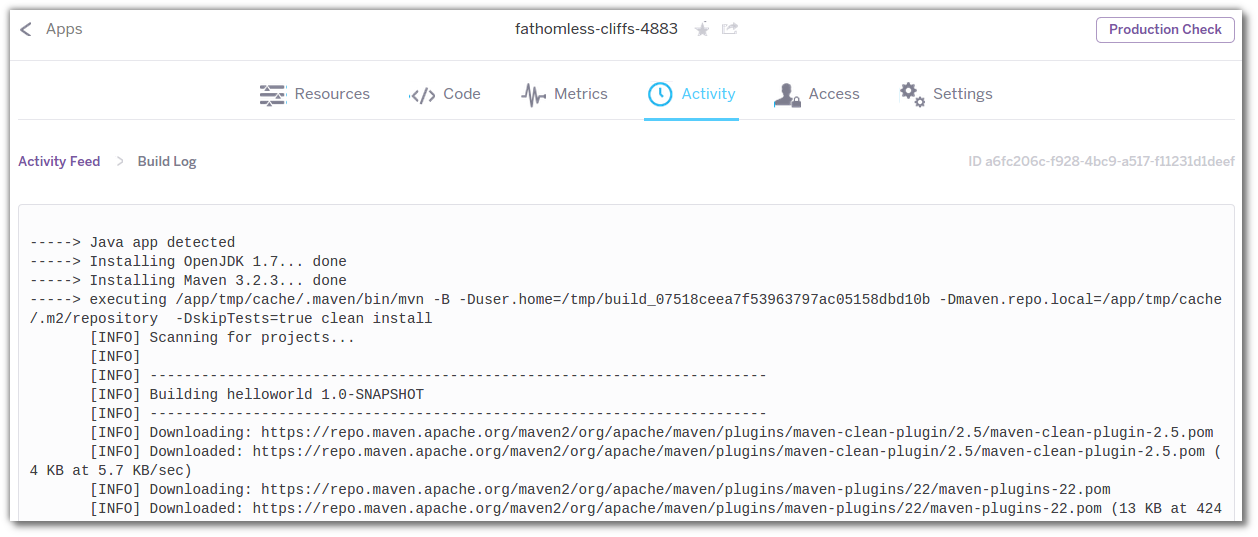 Apps fathomless-cliffs-4883 Production Check
Resources Code Metrics Activity Access Settings
Activity Feed > Build Log ID a6fc206c-f928-4bc9-a517-f11231d1deef
-----> Java app detected
-----> Installing OpenJDK 1.7... done
-----> Installing Maven 3.2.3... done
-----> executing /app/tmp/cache/.maven/bin/mvn -B -Duser.home=/tmp/build_07518ceea7f53963797ac05158dbd10b -Dmaven.repo.local=/app/tmp/cache
/.m2/repository  -DskipTests=true clean install
[INFO] Scanning for projects...
[INFO]
[INFO] ------------------------------------------------------------------------
[INFO] Building helloworld 1.0-SNAPSHOT
[INFO] ------------------------------------------------------------------------
[INFO] Downloading: https://repo.maven.apache.org/maven2/org/apache/maven/plugins/maven-clean-plugin/2.5/maven-clean-plugin-2.5.pom
[INFO] Downloaded: https://repo.maven.apache.org/maven2/org/apache/maven/plugins/maven-clean-plugin/2.5/maven-clean-plugin-2.5.pom (
4 KB at 5.7 KB/sec)
[INFO] Downloading: https://repo.maven.apache.org/maven2/org/apache/maven/plugins/maven-plugins/22/maven-plugins-22.pom
[INFO] Downloaded: https://repo.maven.apache.org/maven2/org/apache/maven/plugins/maven-plugins/22/maven-plugins-22.pom (13 KB at 424